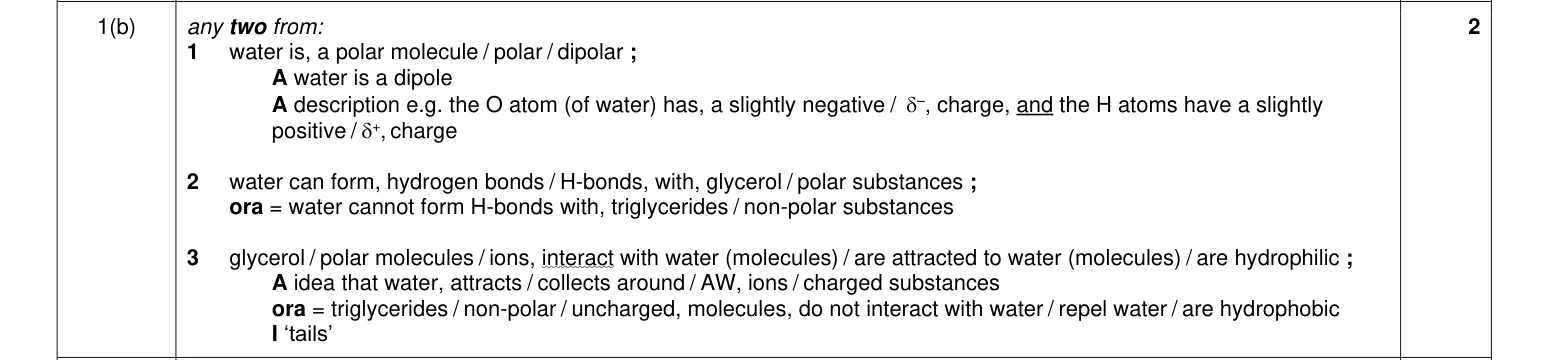 1(b)
any two from:
2
1 water is, a polar molecule / polar / dipolar ;
A water is a dipole
A description e.g. the O atom (of water) has, a slightly negative / δ–, charge, and the H atoms have a slightly
positive / δ+, charge
2 water can form, hydrogen bonds / H-bonds, with, glycerol / polar substances ;
ora = water cannot form H-bonds with, triglycerides / non-polar substances
3 glycerol / polar molecules / ions, interact with water (molecules) / are attracted to water (molecules) / are hydrophilic ;
A idea that water, attracts / collects around / AW, ions / charged substances
ora = triglycerides / non-polar / uncharged, molecules, do not interact with water / repel water / are hydrophobic
I ‘tails’